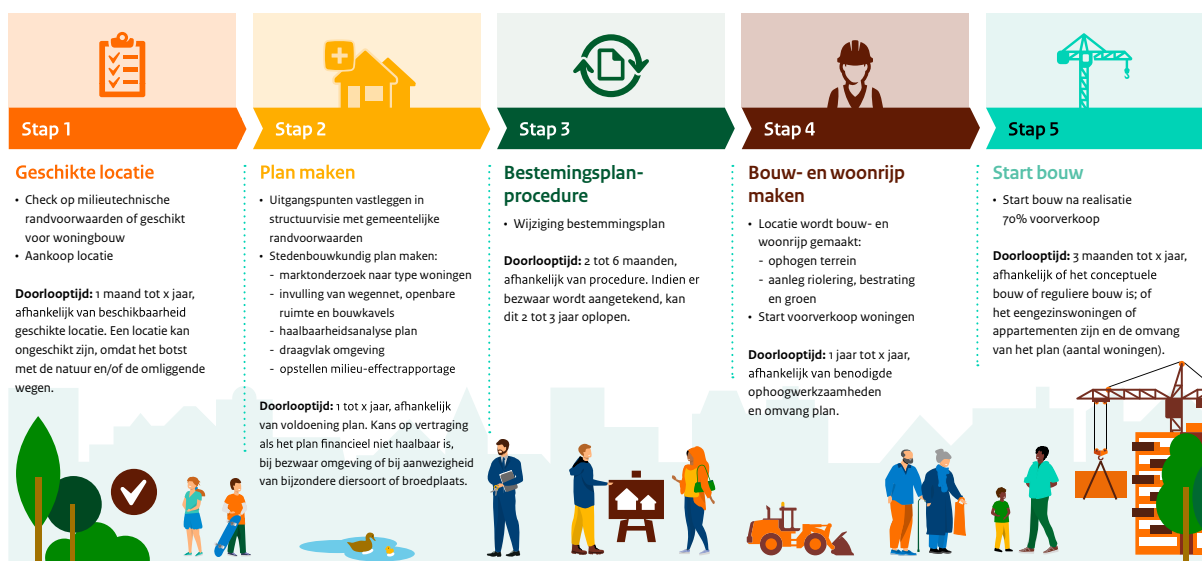 Stap 1
Geschikte locatie
• Check op milieutechnische
randvoorwaarden of geschikt
voor woningbouw
• Aankoop locatie
Doorlooptijd: 1 maand tot x jaar,
afhankelijk van beschikbaarheid
geschikte locatie. Een locatie kan
ongeschikt zijn, omdat het botst
met de natuur en/of de omliggende
wegen.
Stap 2
Plan maken
• Uitgangspunten vastleggen in
structuurvisie met gemeentelijke
randvoorwaarden
• Stedenbouwkundig plan maken:
- marktonderzoek naar type woningen
- invulling van wegennet, openbare
ruimte en bouwkavels
- haalbaarheidsanalyse plan
- draagvlak omgeving
- opstellen milieu-effectrapportage
Doorlooptijd: 1 tot x jaar, afhankelijk
van voldoening plan. Kans op vertraging
als het plan financieel niet haalbaar is,
bij bezwaar omgeving of bij aanwezigheid
van bijzondere diersoort of broedplaats.
Stap 3
Bestemingsplan-
procedure
• Wijziging bestemmingsplan
Doorlooptijd: 2 tot 6 maanden,
afhankelijk van procedure. Indien er
bezwaar wordt aangetekend, kan
dit 2 tot 3 jaar oplopen.
Stap 4
Bouw- en woonrijp
maken
• Locatie wordt bouw- en
woonrijp gemaakt:
- ophogen terrein
- aanleg riolering, bestrating
en groen
• Start voorverkoop woningen
Doorlooptijd: 1 jaar tot x jaar,
afhankelijk van benodigde
ophoogwerkzaamheden
en omvang plan.
Stap 5
Start bouw
• Start bouw na realisatie
70% voorverkoop
Doorlooptijd: 3 maanden tot x jaar,
afhankelijk of het conceptuele
bouw of reguliere bouw is; of
het eengezinswoningen of
appartementen zijn en de omvang
van het plan (aantal woningen).